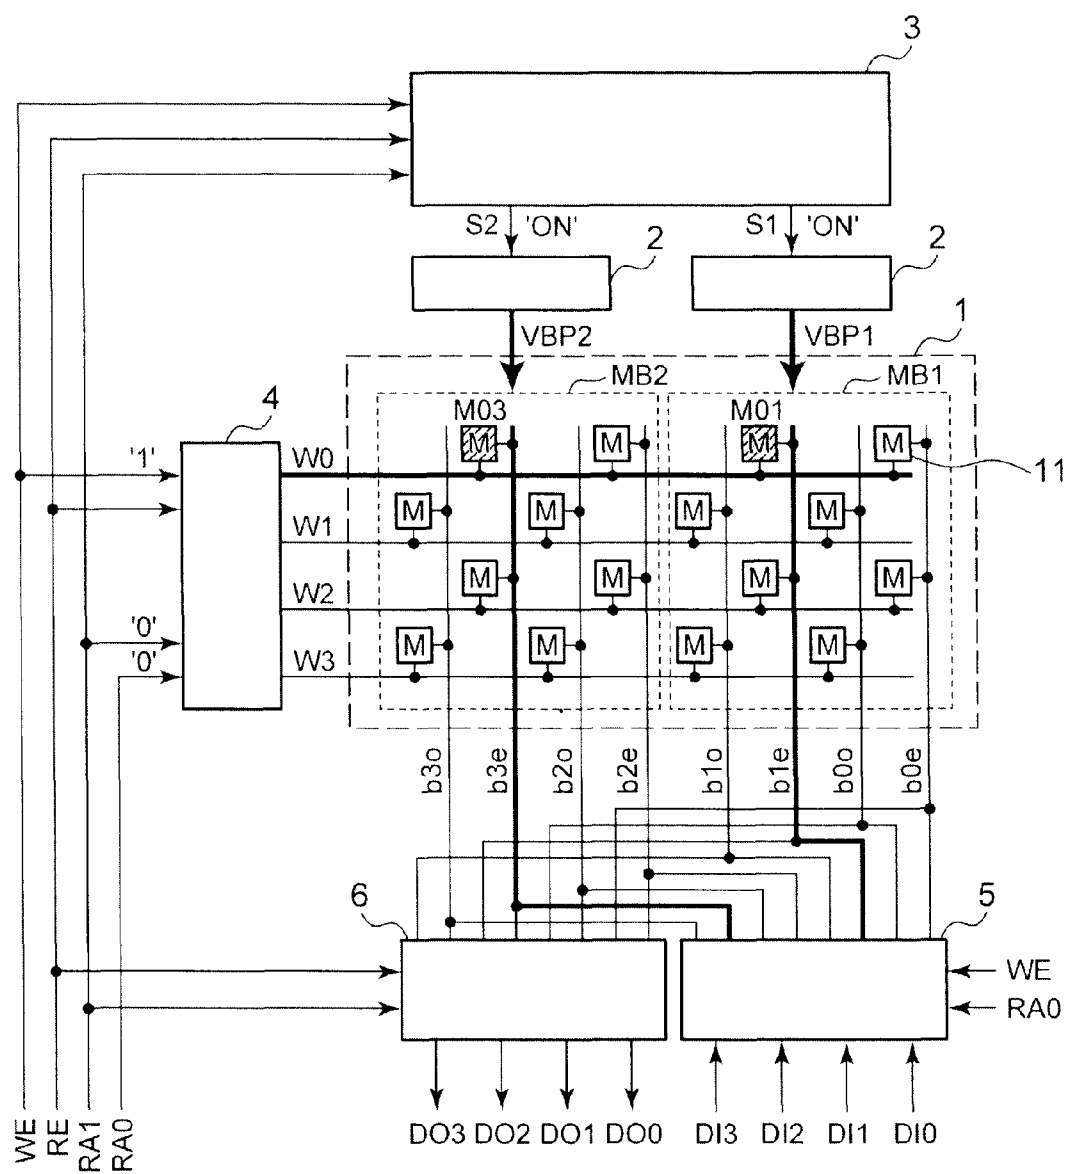 3
S2 'ON'
S1 'ON'
2
2
VBP2
VBP1
1
MB2
MB1
4
M03
M01
'1'
W0
M
M
M
M
11
W1
M
M
M
M
W2
M
M
M
M
'0'
'0'
W3
M
M
M
M
b3o
b3e
b2o
b2e
b1o
b1e
b0o
b0e
6
5
WE
RA0
WE
RE
RA1
RA0
DO3
DO2
DO1
DO0
DI3
DI2
DI1
DI0